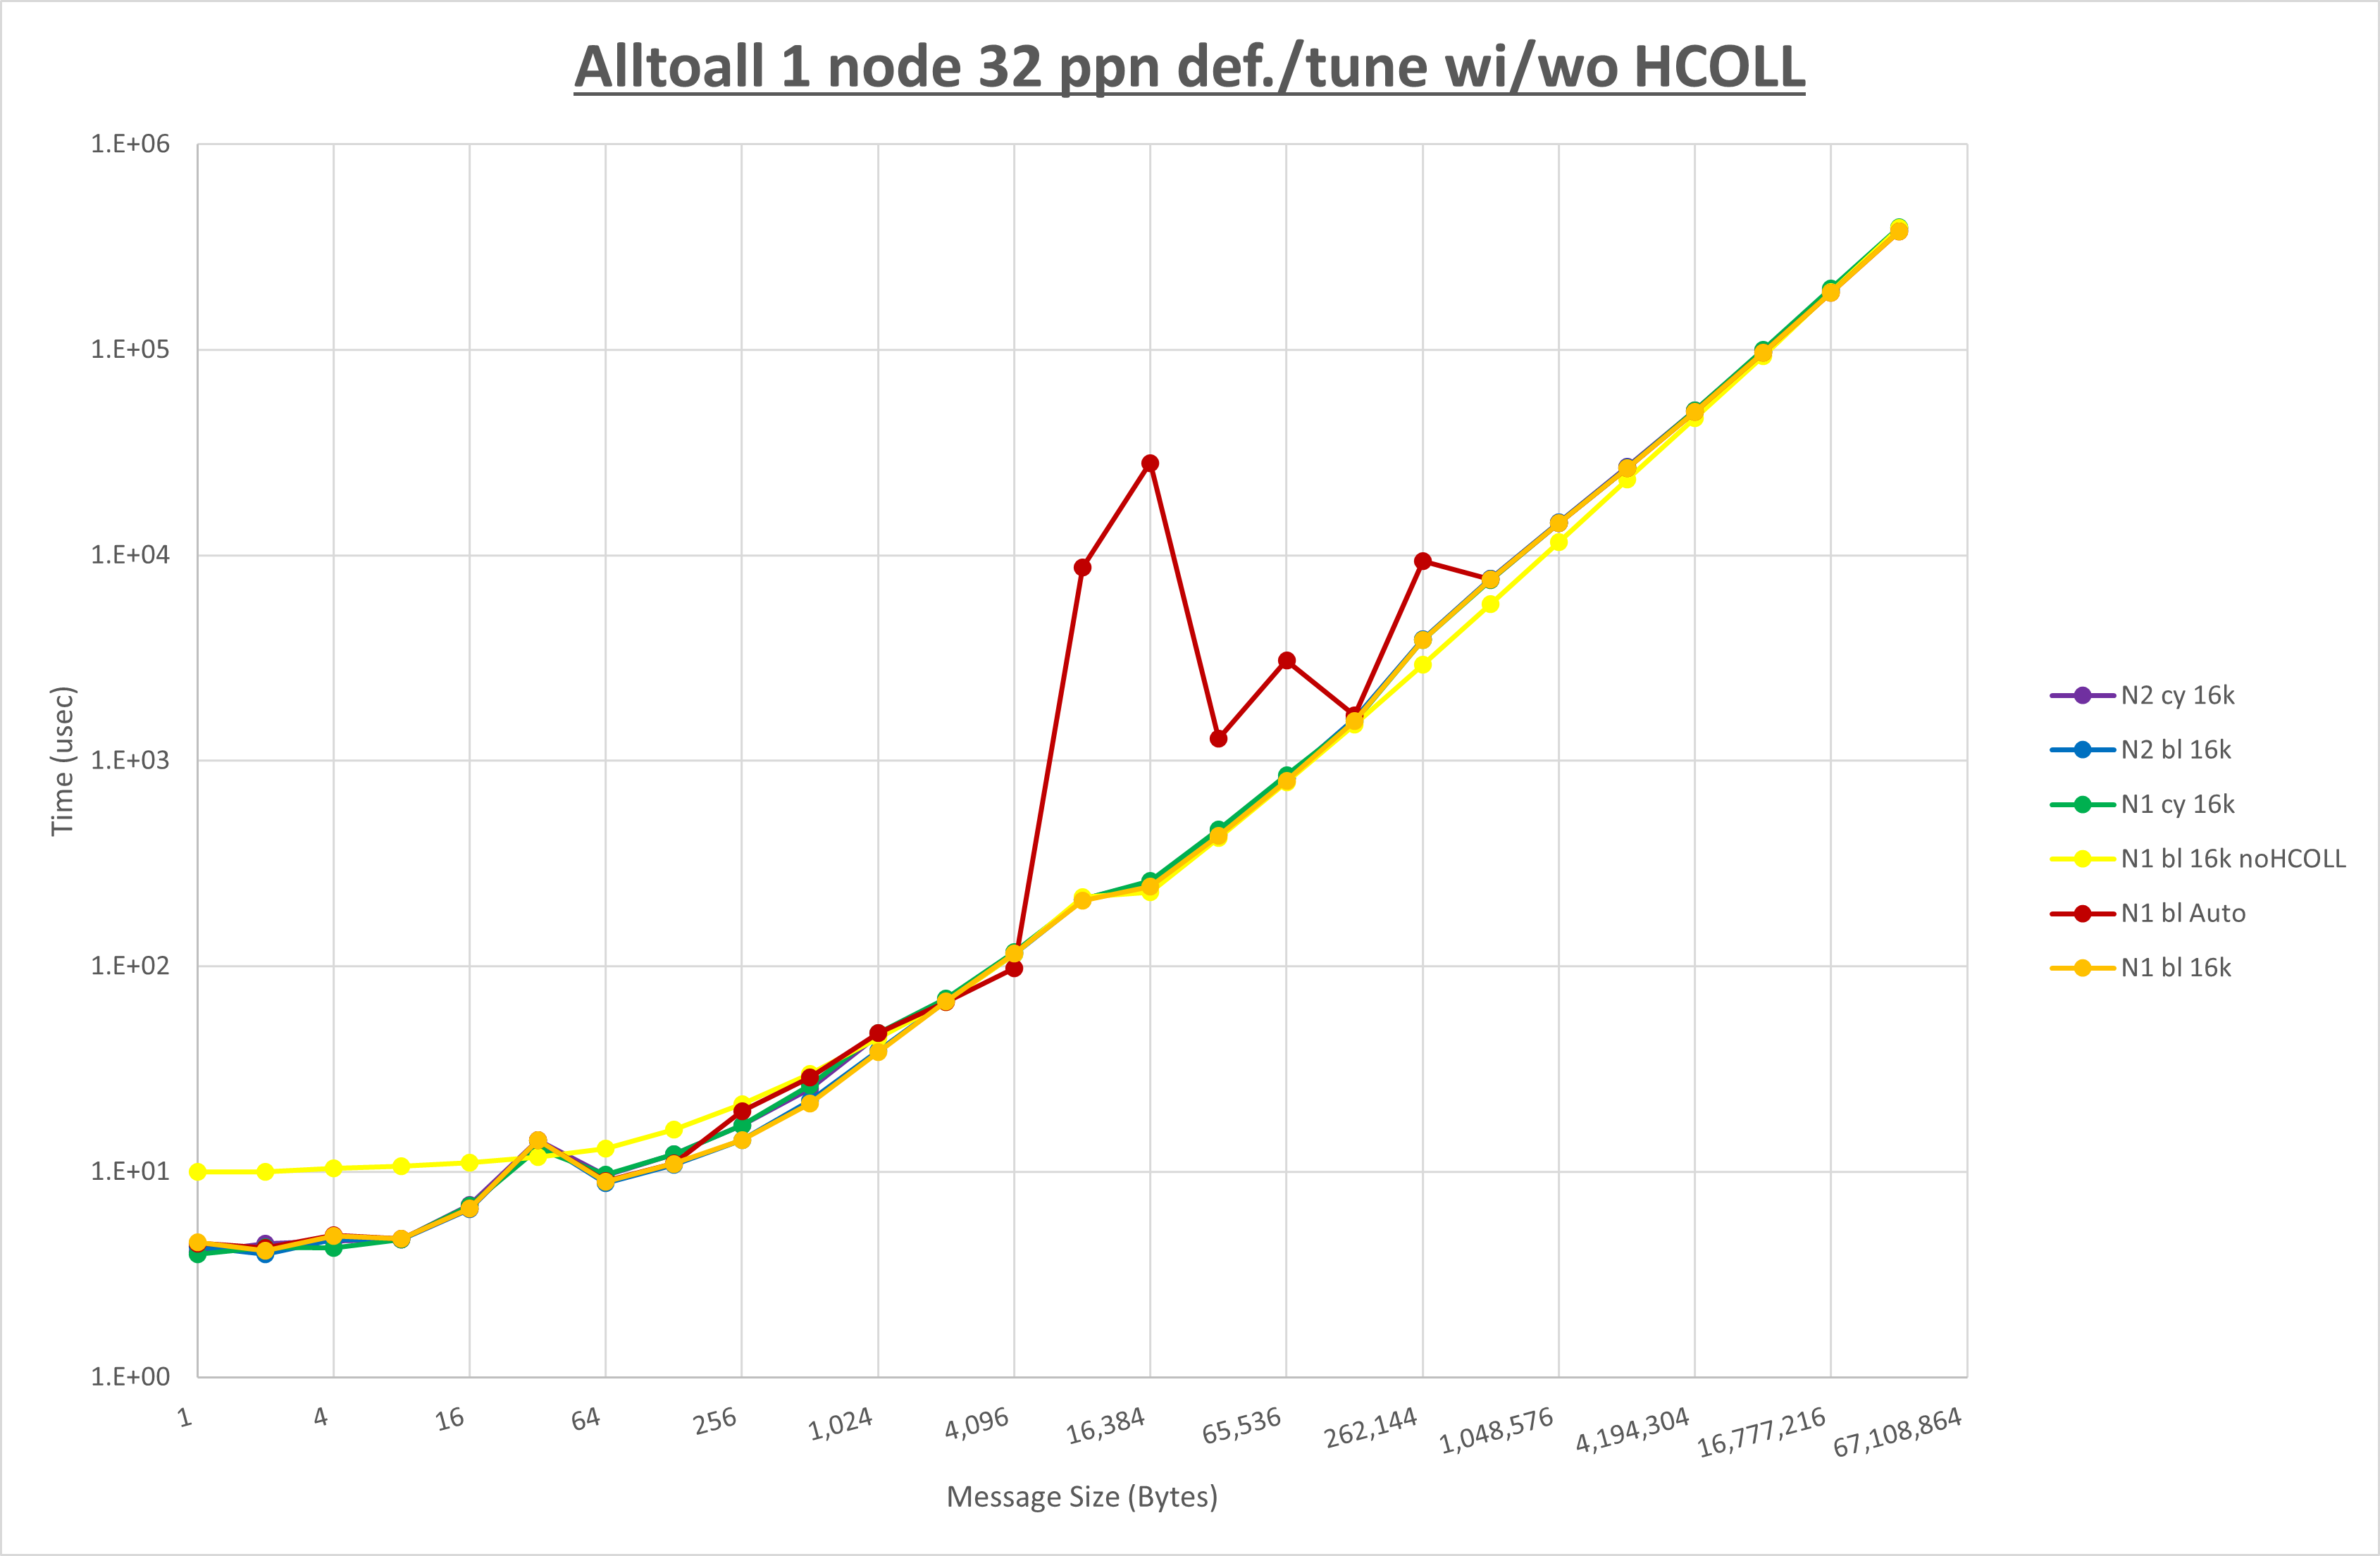 Alltoall 1 node 32 ppn def./tune wi/wo HCOLL
1.E+06
1.E+05
1.E+04
1.E+03
1.E+02
1.E+01
1.E+00
Time (usec)
1
4
16
64
256
1,024
4,096
16,384
65,536
262,144
1,048,576
4,194,304
16,777,216
67,108,864
Message Size (Bytes)
N2 cy 16k
N2 bl 16k
N1 cy 16k
N1 bl 16k noHCOLL
N1 bl Auto
N1 bl 16k